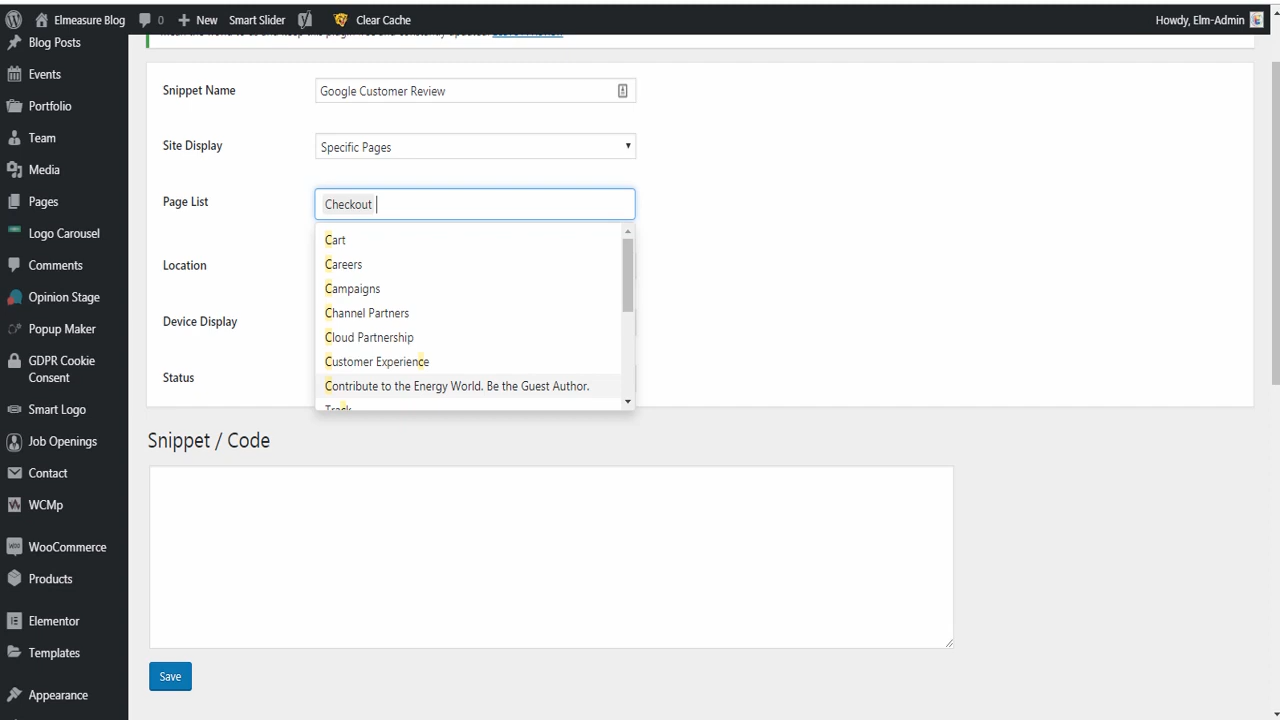 Elmeasure Blog
0
New
Smart Slider
Clear Cache
Howdy, Elm-Admin
Blog Posts
Events
Portfolio
Team
Media
Pages
Logo Carousel
Comments
Opinion Stage
Popup Maker
GDPR Cookie
Consent
Smart Logo
Job Openings
Contact
WCMp
WooCommerce
Products
Elementor
Templates
Appearance
Snippet Name
Google Customer Review
Site Display
Specific Pages
Page List
Checkout
Cart
Careers
Campaigns
Channel Partners
Cloud Partnership
Customer Experience
Contribute to the Energy World. Be the Guest Author.
Track
Location
Device Display
Status
Snippet / Code
Save